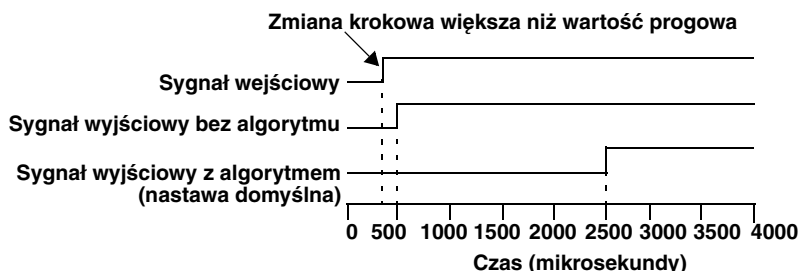 Zmiana krokowa większa niż wartość progowa
Sygnał wejściowy
Sygnał wyjściowy bez algorytmu
Sygnał wyjściowy z algorytmem
(nastawa domyślna)
0 500 1000 1500 2000 2500 3000 3500 4000
Czas (mikrosekundy)